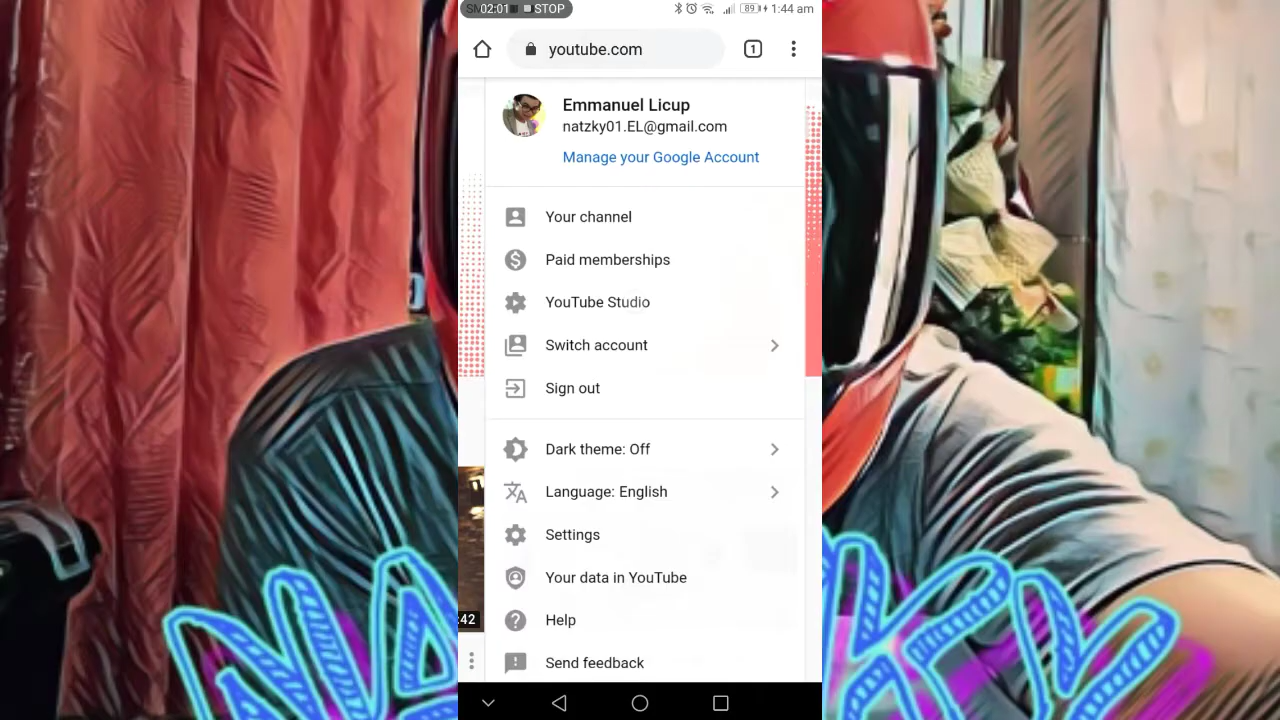 02:01 STOP
89 1:44 am
youtube.com
1
Emmanuel Licup
natzky01.EL@gmail.com
Manage your Google Account
Your channel
Paid memberships
YouTube Studio
Switch account
Sign out
Dark theme: Off
Language: English
Settings
Your data in YouTube
Help
Send feedback
:42